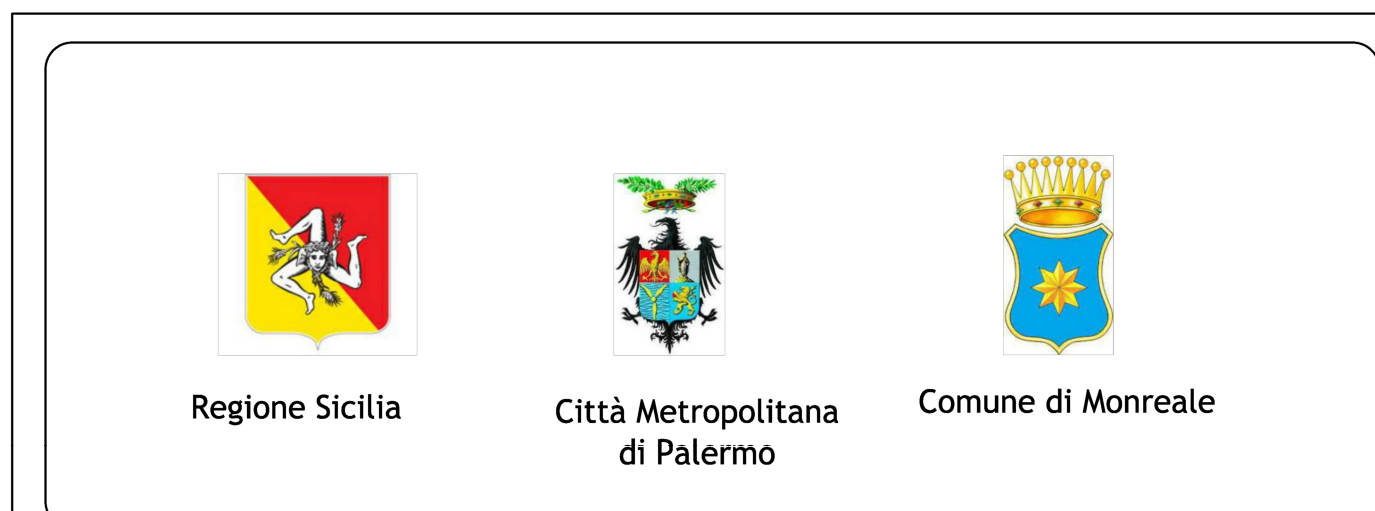 Regione Sicilia
Città Metropolitana
di Palermo
Comune di Monreale